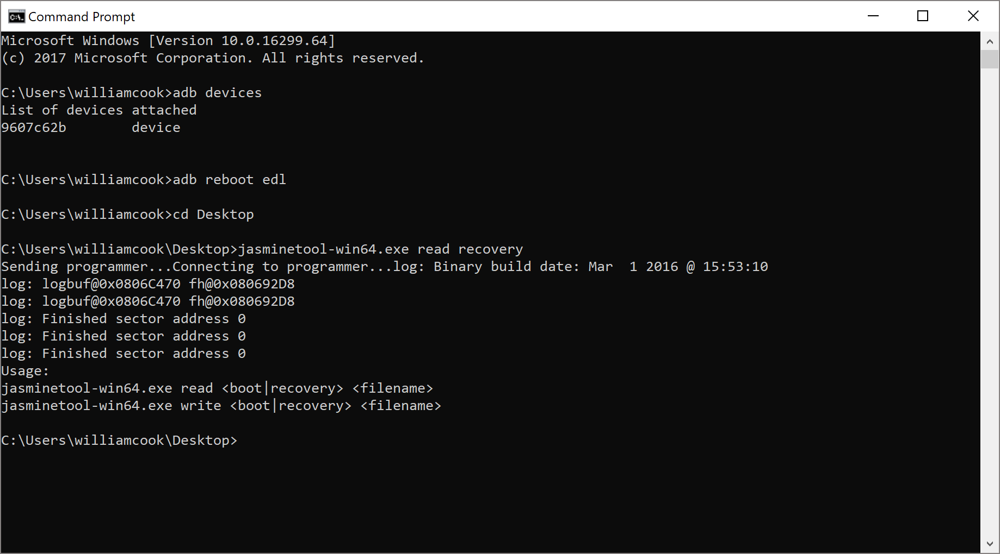 Command Prompt
Microsoft Windows [Version 10.0.16299.64]
(c) 2017 Microsoft Corporation. All rights reserved.
C:\Users\williamcook>adb devices
List of devices attached
9607c62b        device
C:\Users\williamcook>adb reboot edl
C:\Users\williamcook>cd Desktop
C:\Users\williamcook\Desktop>jasminetool-win64.exe read recovery
Sending programmer...Connecting to programmer...log: Binary build date: Mar  1 2016 @ 15:53:10
log: logbuf@0x0806C470 fh@0x080692D8
log: logbuf@0x0806C470 fh@0x080692D8
log: Finished sector address 0
log: Finished sector address 0
log: Finished sector address 0
Usage:
jasminetool-win64.exe read <boot|recovery> <filename>
jasminetool-win64.exe write <boot|recovery> <filename>
C:\Users\williamcook\Desktop>